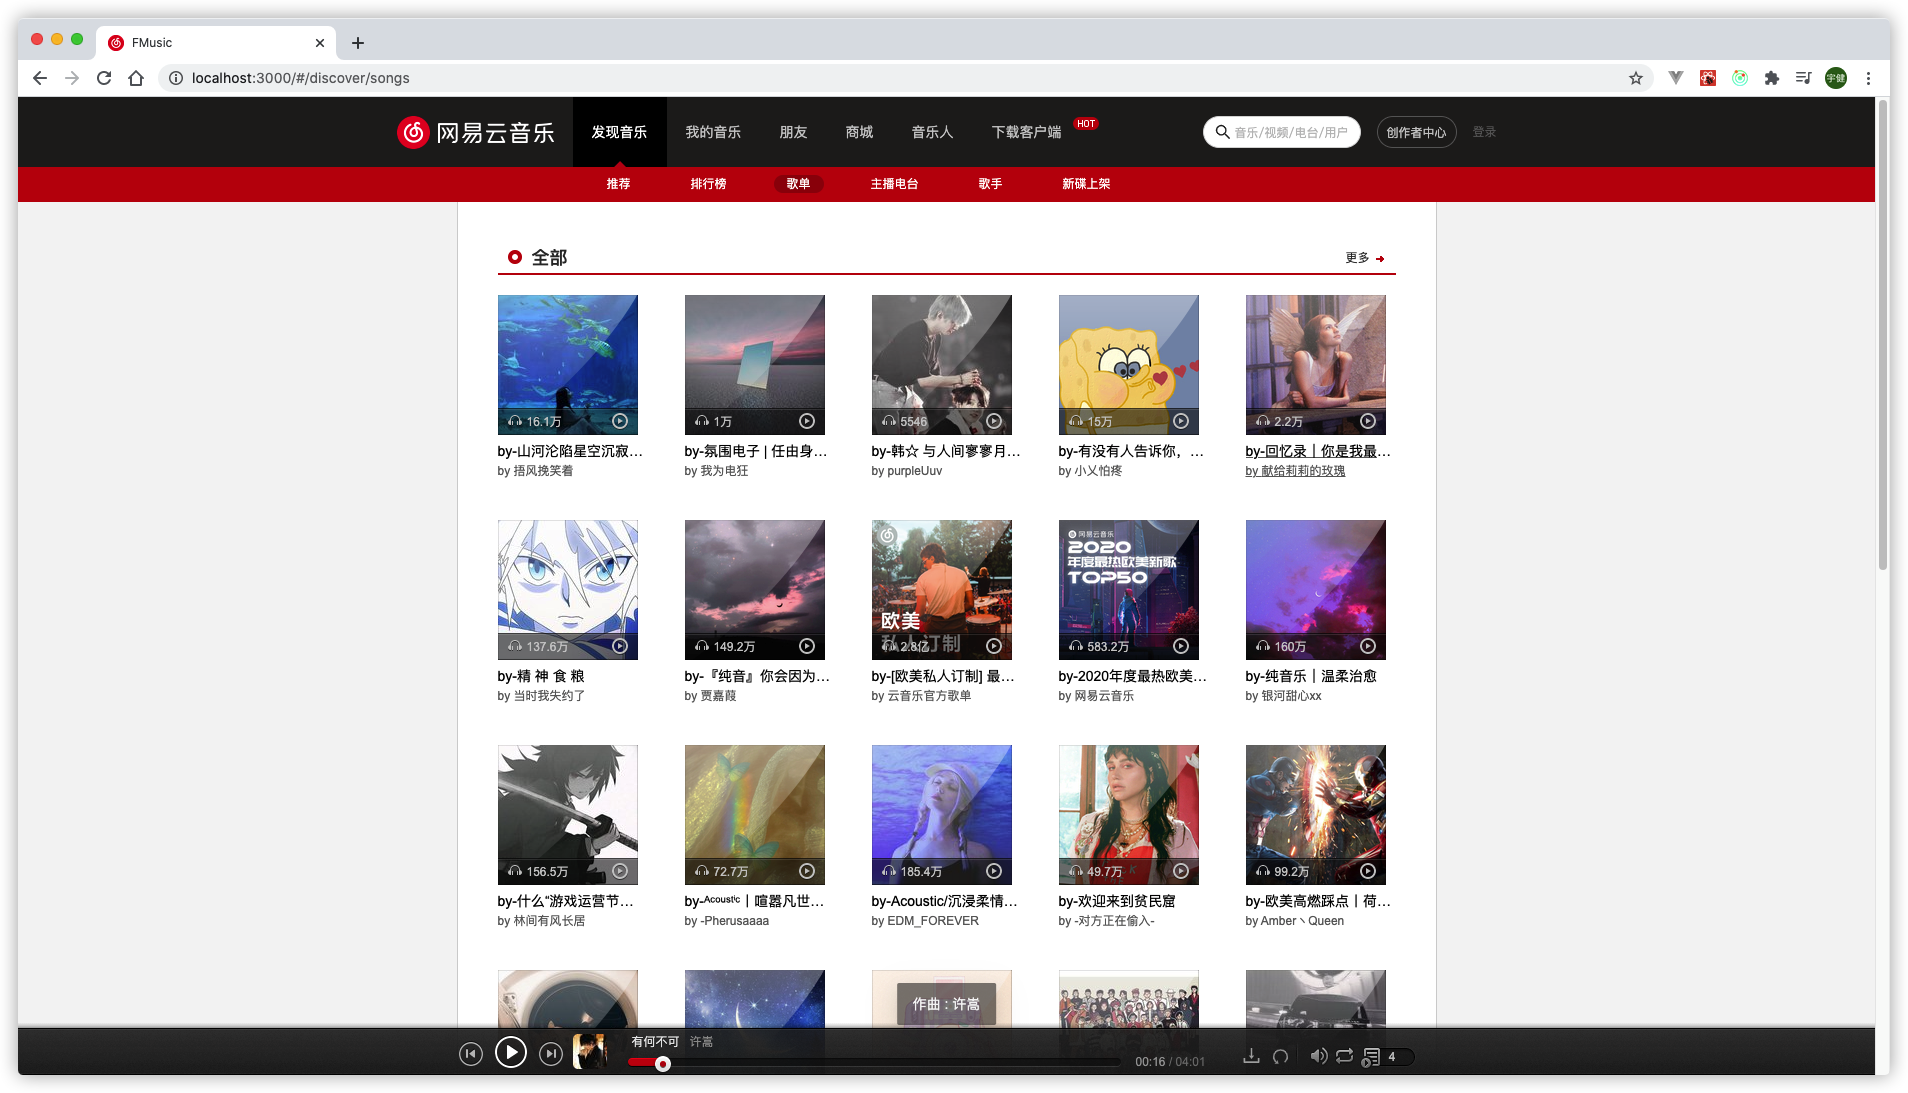 FMusic
localhost:3000/#/discover/songs
宇健
网易云音乐
发现音乐
我的音乐
朋友
商城
音乐人
下载客户端
HOT
音乐/视频/电台/用户
创作者中心
登录
推荐
排行榜
歌单
主播电台
歌手
新碟上架
全部
更多
16.1万
1万
5546
15万
2.2万
by-山河沦陷星空沉寂...
by-氛围电子 | 任由身...
by-韩☆ 与人间寥寥月...
by-有没有人告诉你，...
by-回忆录｜你是我最...
by 捂风挽笑着
by 我为电狂
by purpleUuv
by 小乂怕疼
by 献给莉莉的玫瑰
网易云音乐
2020
年度最热欧美新歌
TOP50
欧美
私人订制
137.6万
149.2万
2.8亿
583.2万
160万
by-精 神 食 粮
by-『纯音』你会因为...
by-[欧美私人订制] 最...
by-2020年度最热欧美...
by-纯音乐｜温柔治愈
by 当时我失约了
by 贾嘉葭
by 云音乐官方歌单
by 网易云音乐
by 银河甜心xx
156.5万
72.7万
185.4万
49.7万
99.2万
by-什么“游戏运营节...
by-ᴬᶜᵒᵘˢᵗⁱᶜ｜喧嚣凡世...
by-Acoustic/沉浸柔情...
by-欢迎来到贫民窟
by-欧美高燃踩点｜荷...
by 林间有风长居
by -Pherusaaaa
by EDM_FOREVER
by -对方正在偷入-
by Amber丶Queen
作曲 : 许嵩
有何不可 许嵩
00:16 / 04:01
4